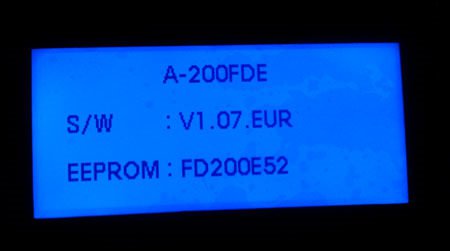 A-200FDE
S/W : V1.07.EUR
EEPROM : FD200E52